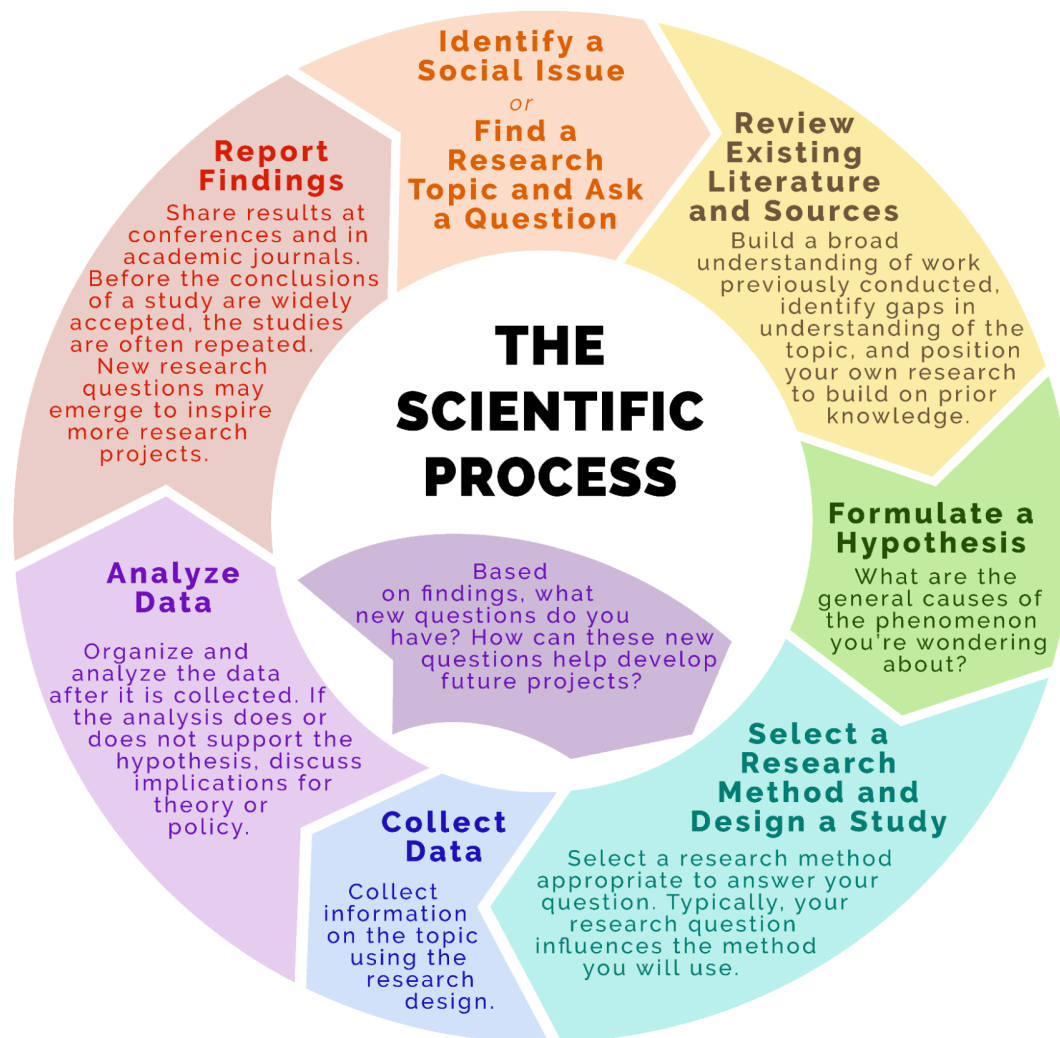 Identify a
Social Issue
or
Find a
Research
Topic and Ask
a Question
Review
Existing
Literature
and Sources
Build a broad
understanding of work
previously conducted,
identify gaps in
understanding of the
topic, and position
your own research
to build on prior
knowledge.
Formulate a
Hypothesis
What are the
general causes of
the phenomenon
you're wondering
about?
Select a
Research
Method and
Design a Study
Select a research method
appropriate to answer your
question. Typically, your
research question
influences the method
you will use.
Collect
Data
Collect
information
on the topic
using the
research
design.
Analyze
Data
Organize and
analyze the data
after it is collected. If
the analysis does or
does not support the
hypothesis, discuss
implications for
theory or
policy.
Report
Findings
Share results at
conferences and in
academic journals.
Before the conclusions
of a study are widely
accepted, the studies
are often repeated.
New research
questions may
emerge to inspire
more research
projects.
THE
SCIENTIFIC
PROCESS
Based
on findings, what
new questions do you
have? How can these new
questions help develop
future projects?